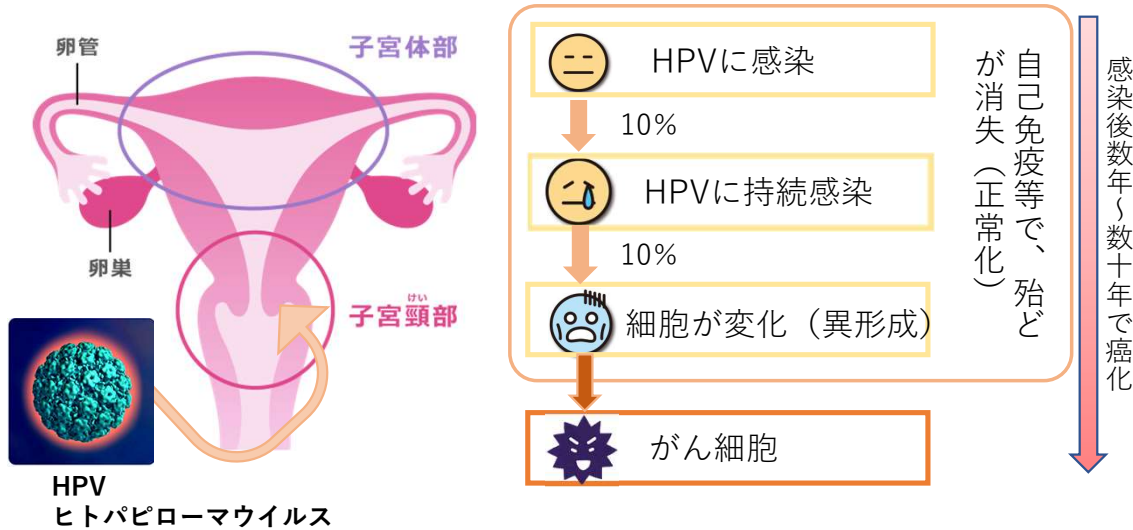 卵管
子宮体部
卵巣
けい
子宮頸部
HPV
ヒトパピローマウイルス
HPVに感染
10%
HPVに持続感染
10%
細胞が変化（異形成）
がん細胞
自己免疫等で、殆ど
が消失（正常化）
感染後数年～数十年で癌化